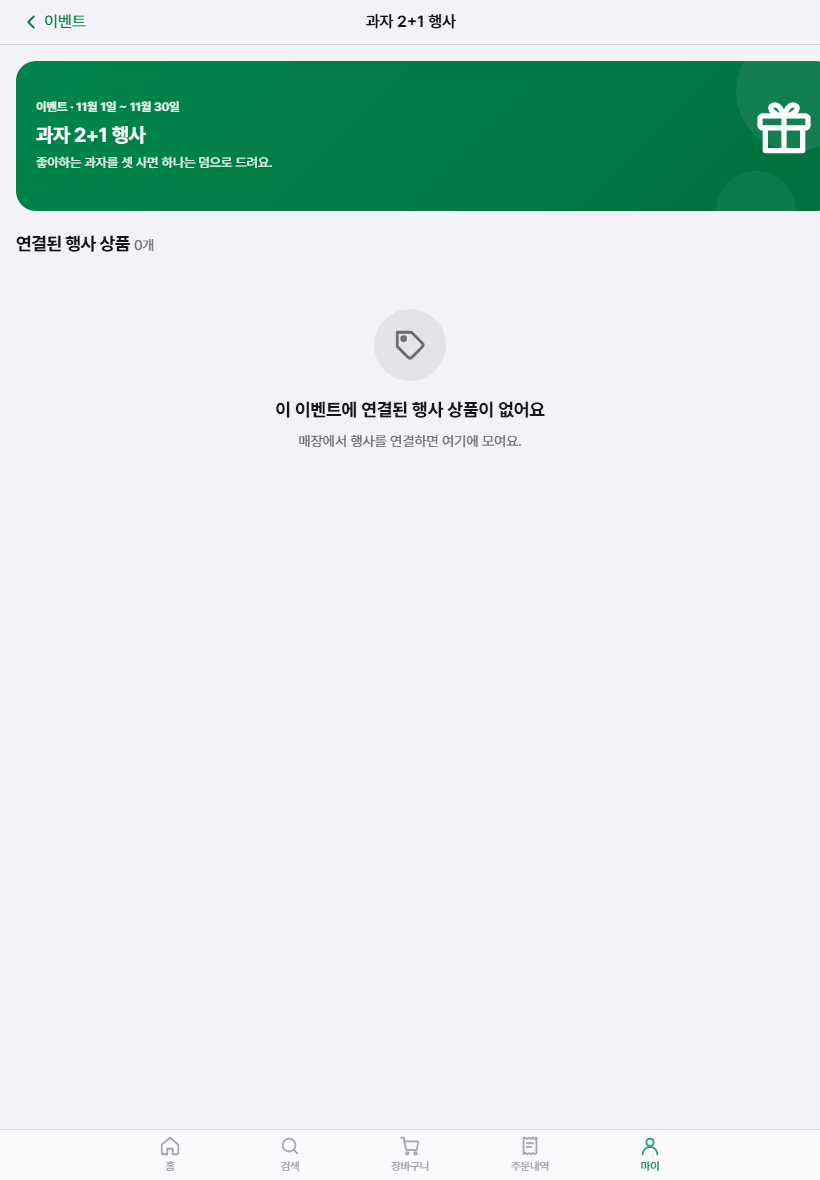 이벤트
과자 2+1 행사
이벤트 · 11월 1일 ~ 11월 30일
과자 2+1 행사
좋아하는 과자를 셋 사면 하나는 덤으로 드려요.
연결된 행사 상품 0개
이 이벤트에 연결된 행사 상품이 없어요
매장에서 행사를 연결하면 여기에 모여요.
홈
검색
장바구니
주문내역
마이